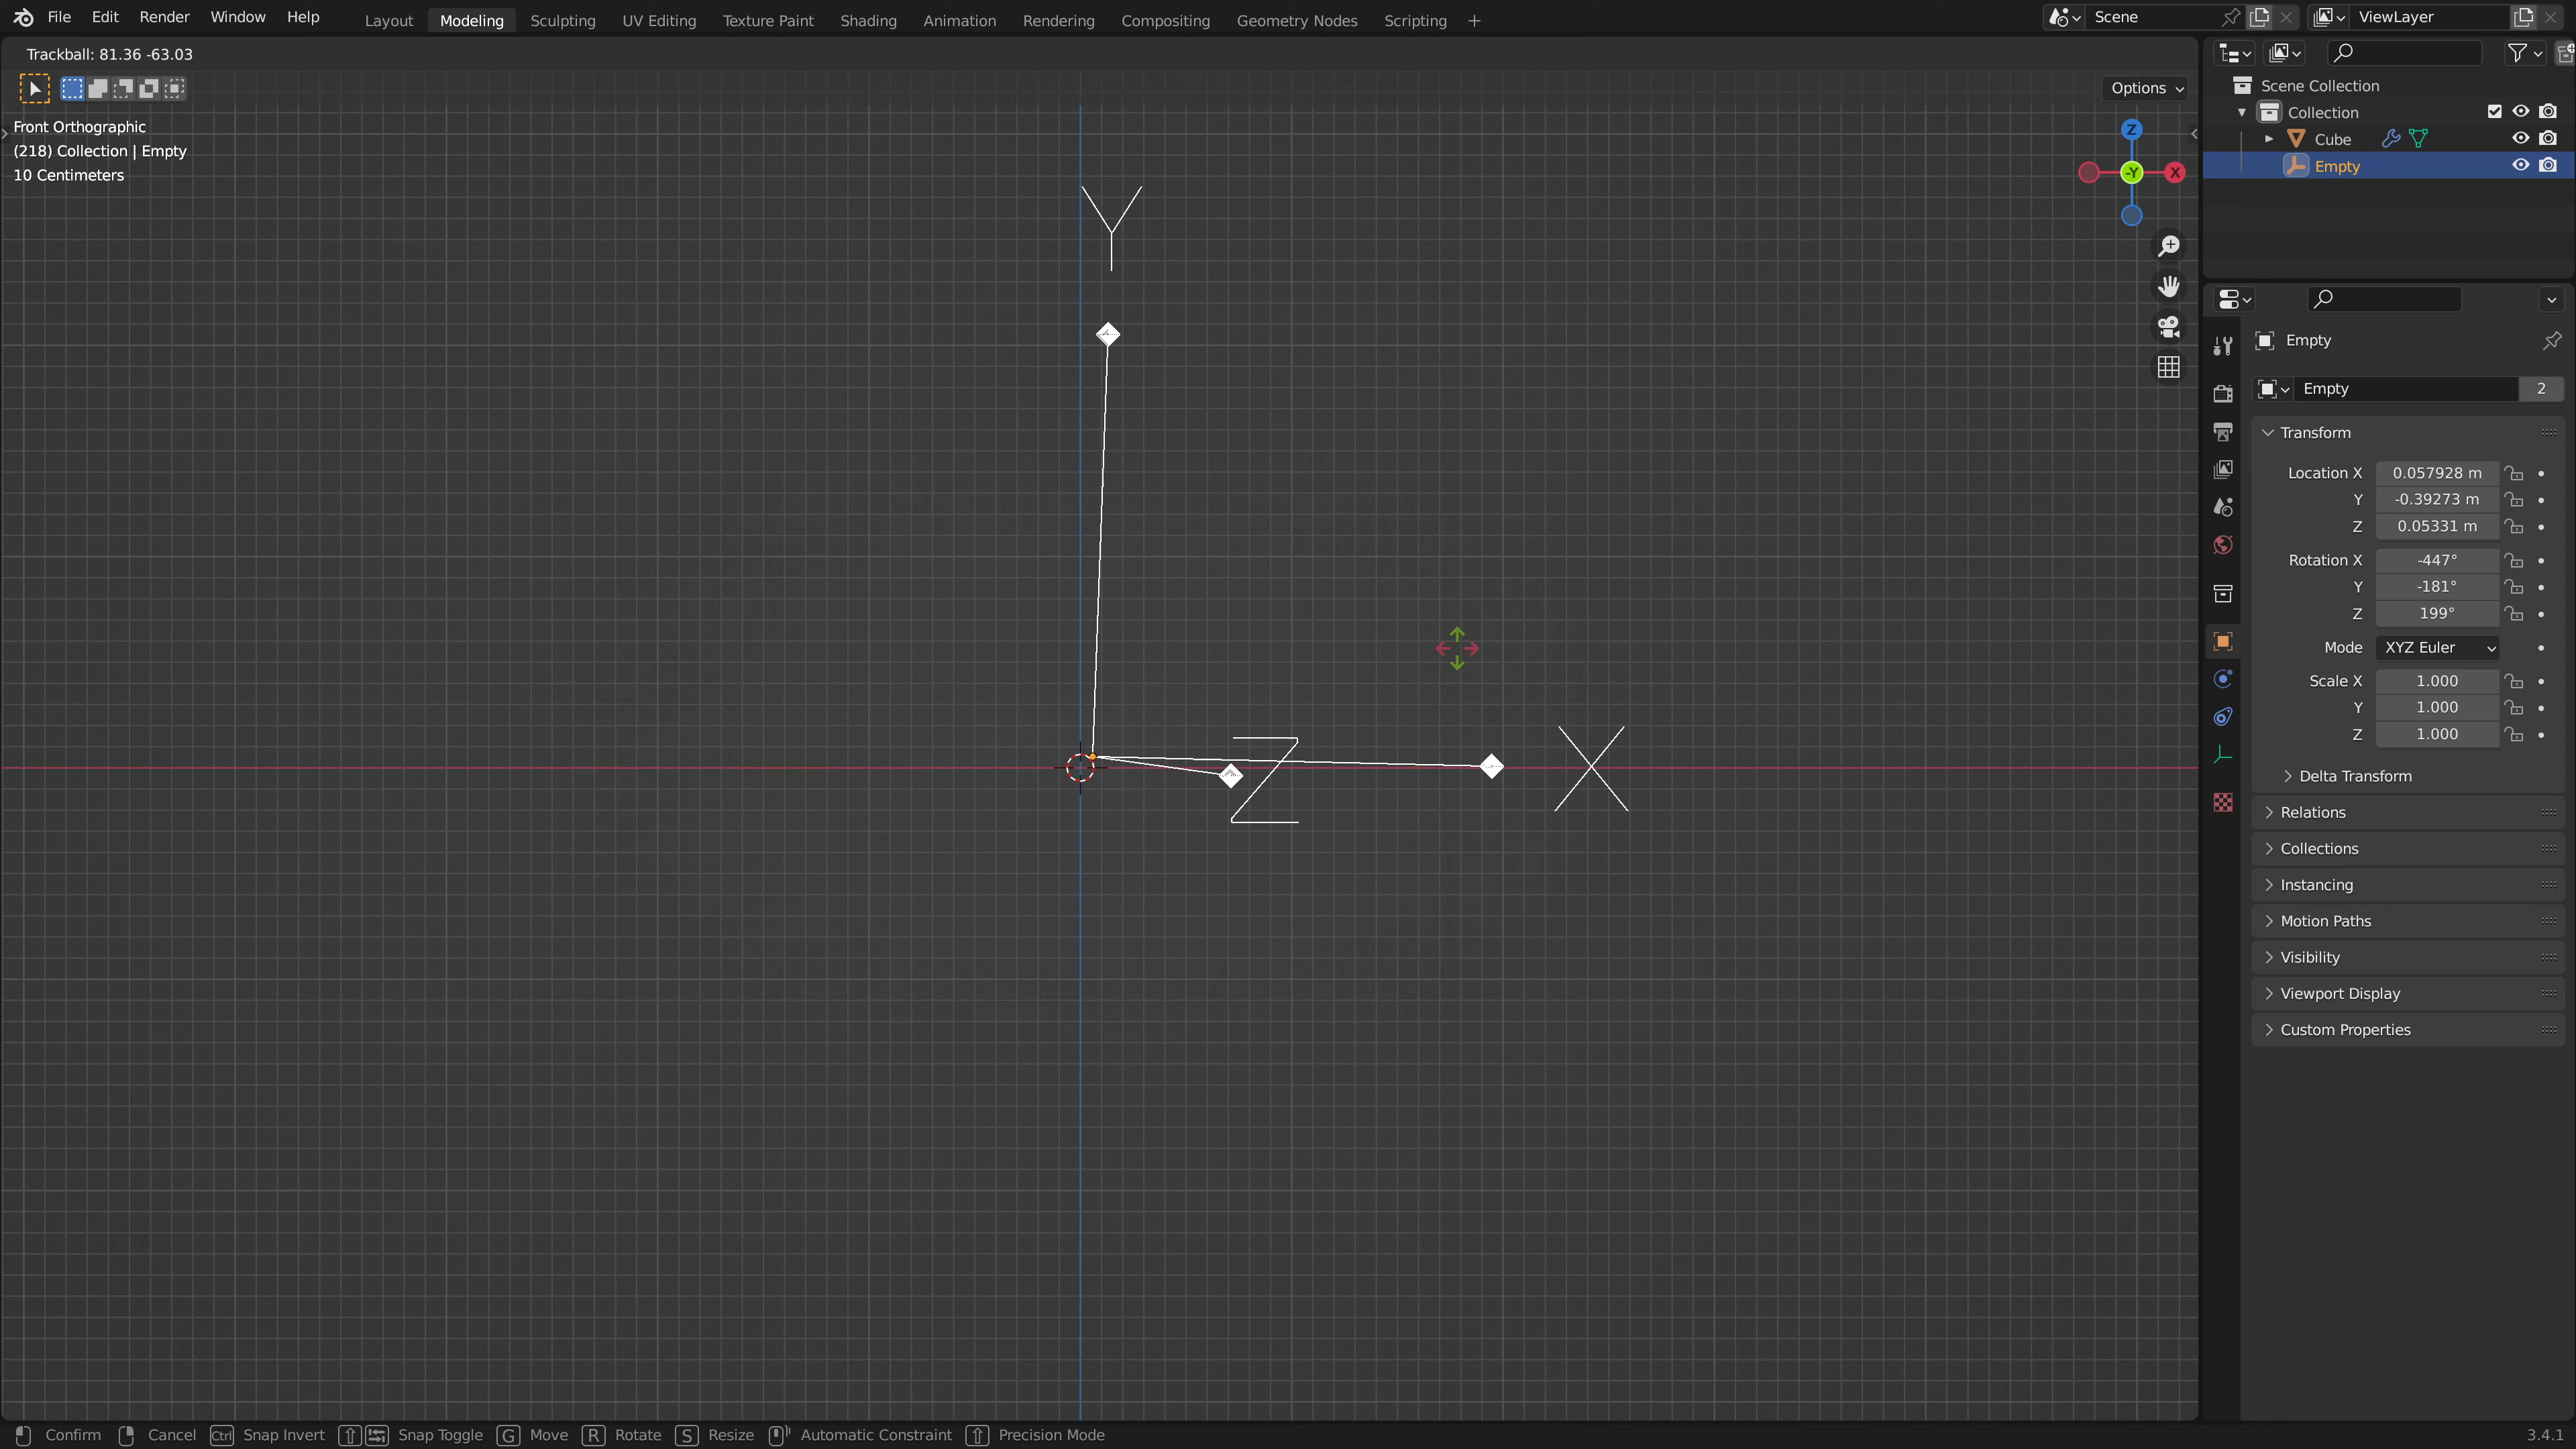 File Edit Render Window Help Layout Modeling Sculpting UV Editing Texture Paint Shading Animation Rendering Compositing Geometry Nodes Scripting + Scene ViewLayer
Trackball: 81.36 -63.03
Options
Front Orthographic
(218) Collection | Empty
10 Centimeters
Z
-Y X
Y
Z X
Scene Collection
Collection
Cube
Empty
Empty
Empty 2
Transform
Location X 0.057928 m
Y -0.39273 m
Z 0.05331 m
Rotation X -447°
Y -181°
Z 199°
Mode XYZ Euler
Scale X 1.000
Y 1.000
Z 1.000
Delta Transform
Relations
Collections
Instancing
Motion Paths
Visibility
Viewport Display
Custom Properties
Confirm Cancel Ctrl Snap Invert Snap Toggle G Move R Rotate S Resize Automatic Constraint Precision Mode 3.4.1